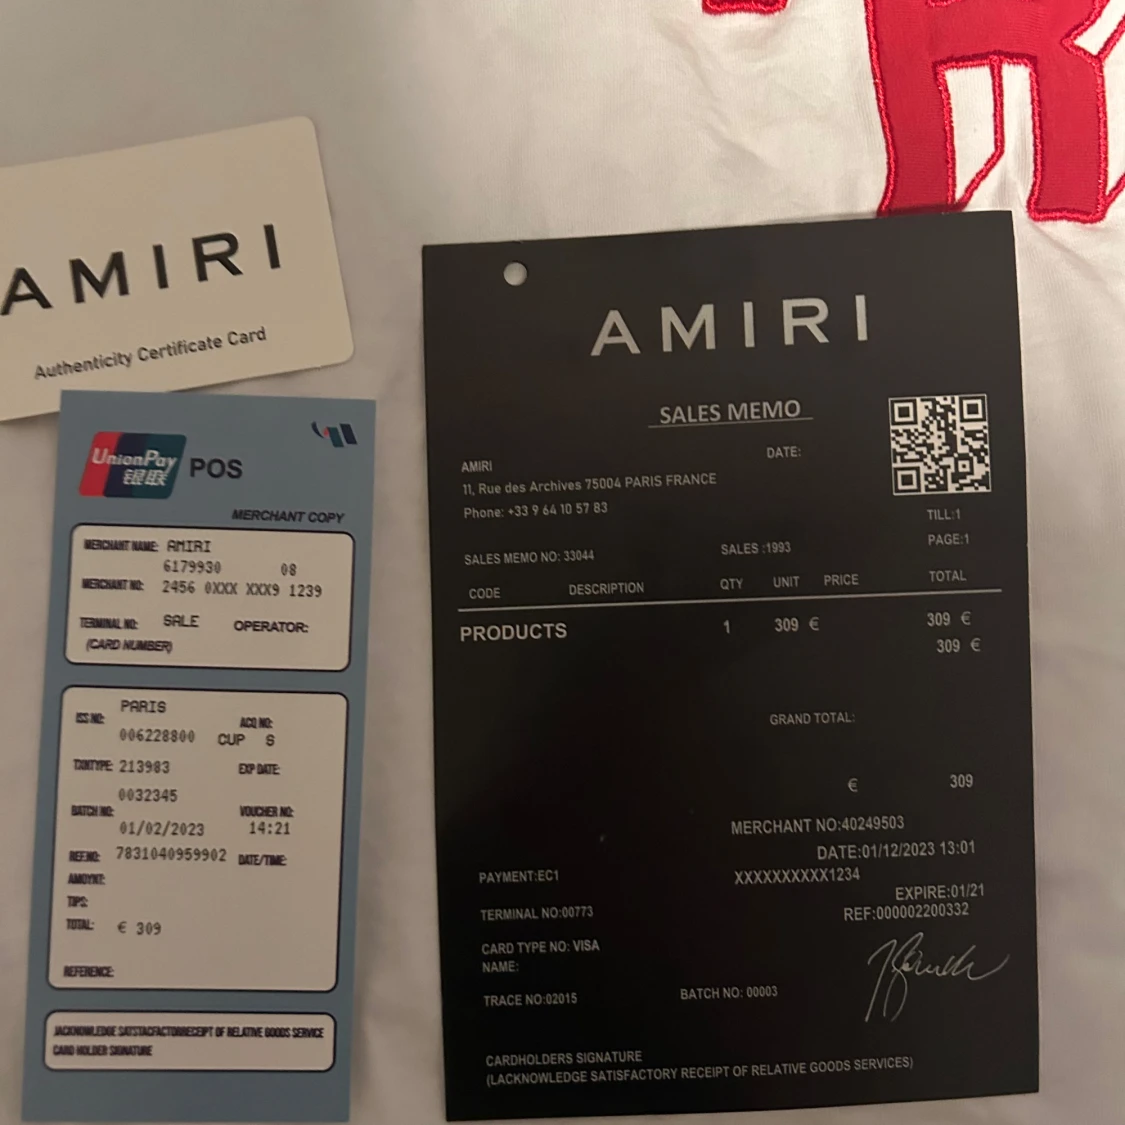 AMIRI
Authenticity Certificate Card
UnionPay
银联
POS
MERCHANT COPY
MERCHANT NAME: AMIRI
6179930 08
MERCHANT NO: 2456 0XXX XXX9 1239
TERMINAL NO: SALE OPERATOR:
(CARD NUMBER)
PARIS
ISS NO: ACQ NO:
006228800 CUP S
TXNTYPE: 213983 EXP DATE:
0032345
BATCH NO: VOUCHER NO:
01/02/2023 14:21
REF.NO: 7831040959902 DATE/TIME:
AMOYNT:
TIPS:
TOTAL: € 309
REFERENCE:
JACKNOWLEDGE SATSTACFACTORRECEIPT OF RELATIVE GOODS SERVICE
CARD HOLDER SIGNATURE
AMIRI
SALES MEMO
DATE:
AMIRI
11, Rue des Archives 75004 PARIS FRANCE
Phone: +33 9 64 10 57 83
TILL:1
PAGE:1
SALES MEMO NO: 33044 SALES :1993
CODE DESCRIPTION QTY UNIT PRICE TOTAL
PRODUCTS 1 309 € 309 €
309 €
GRAND TOTAL:
€ 309
MERCHANT NO:40249503
DATE:01/12/2023 13:01
PAYMENT:EC1 XXXXXXXXXX1234
EXPIRE:01/21
TERMINAL NO:00773 REF:000002200332
CARD TYPE NO: VISA
NAME:
TRACE NO:02015 BATCH NO: 00003
CARDHOLDERS SIGNATURE
(LACKNOWLEDGE SATISFACTORY RECEIPT OF RELATIVE GOODS SERVICES)